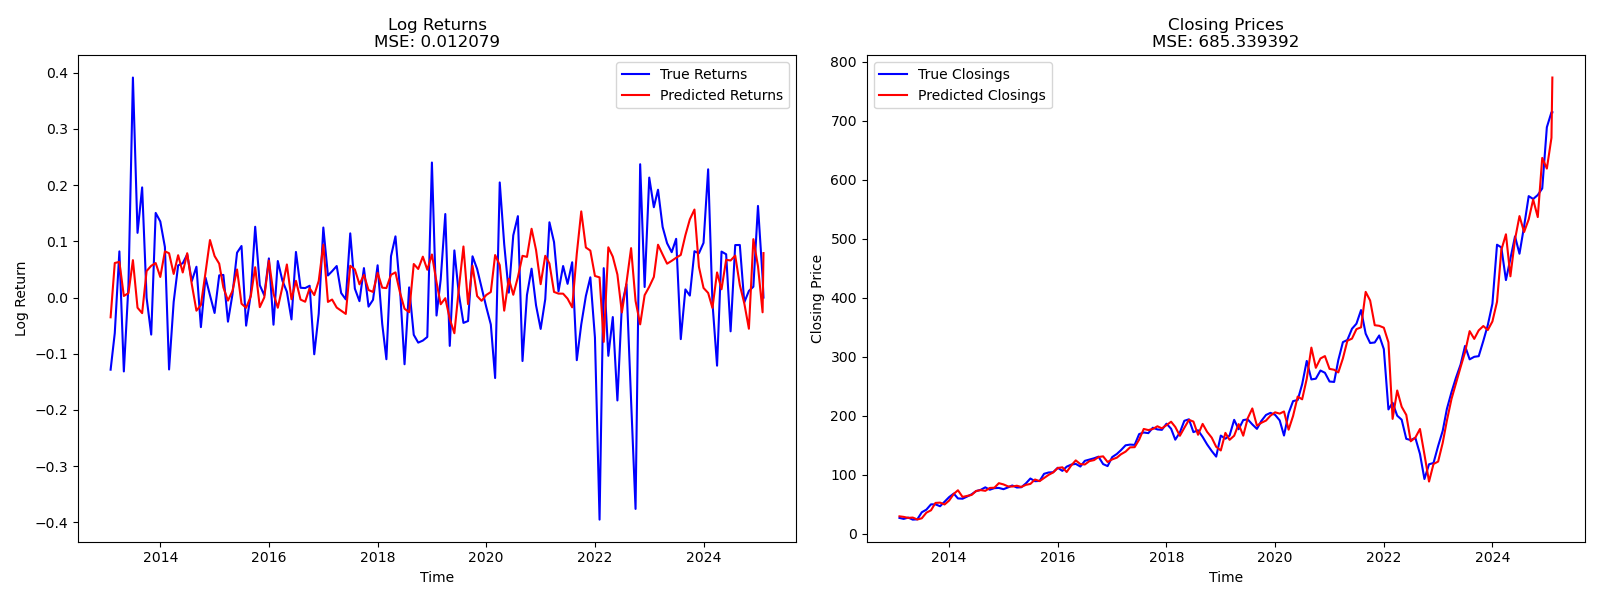 Log Returns
MSE: 0.012079
True Returns
Predicted Returns
0.4
0.3
0.2
0.1
0.0
−0.1
−0.2
−0.3
−0.4
Log Return
2014 2016 2018 2020 2022 2024
Time
Closing Prices
MSE: 685.339392
True Closings
Predicted Closings
800
700
600
500
400
300
200
100
0
Closing Price
2014 2016 2018 2020 2022 2024
Time